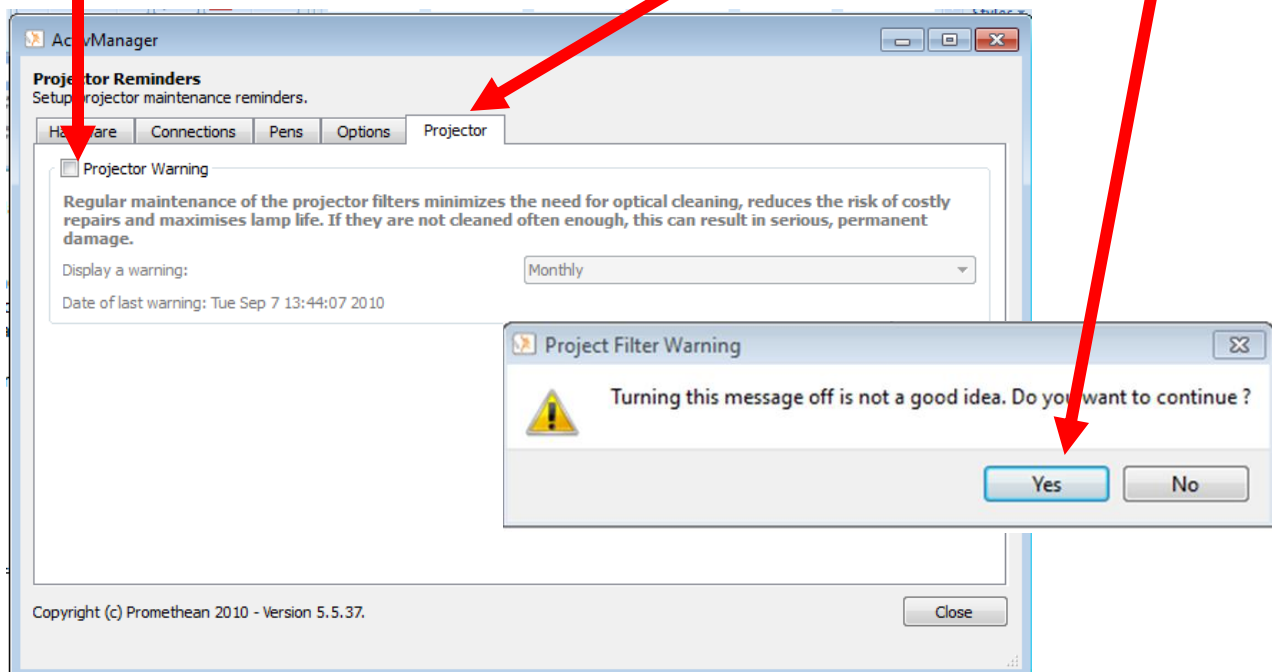 ActivManager
Projector Reminders
Setup projector maintenance reminders.
Hardware Connections Pens Options Projector
Projector Warning
Regular maintenance of the projector filters minimizes the need for optical cleaning, reduces the risk of costly
repairs and maximises lamp life. If they are not cleaned often enough, this can result in serious, permanent
damage.
Display a warning: Monthly
Date of last warning: Tue Sep 7 13:44:07 2010
Project Filter Warning
Turning this message off is not a good idea. Do you want to continue ?
Yes No
Copyright (c) Promethean 2010 - Version 5.5.37.
Close